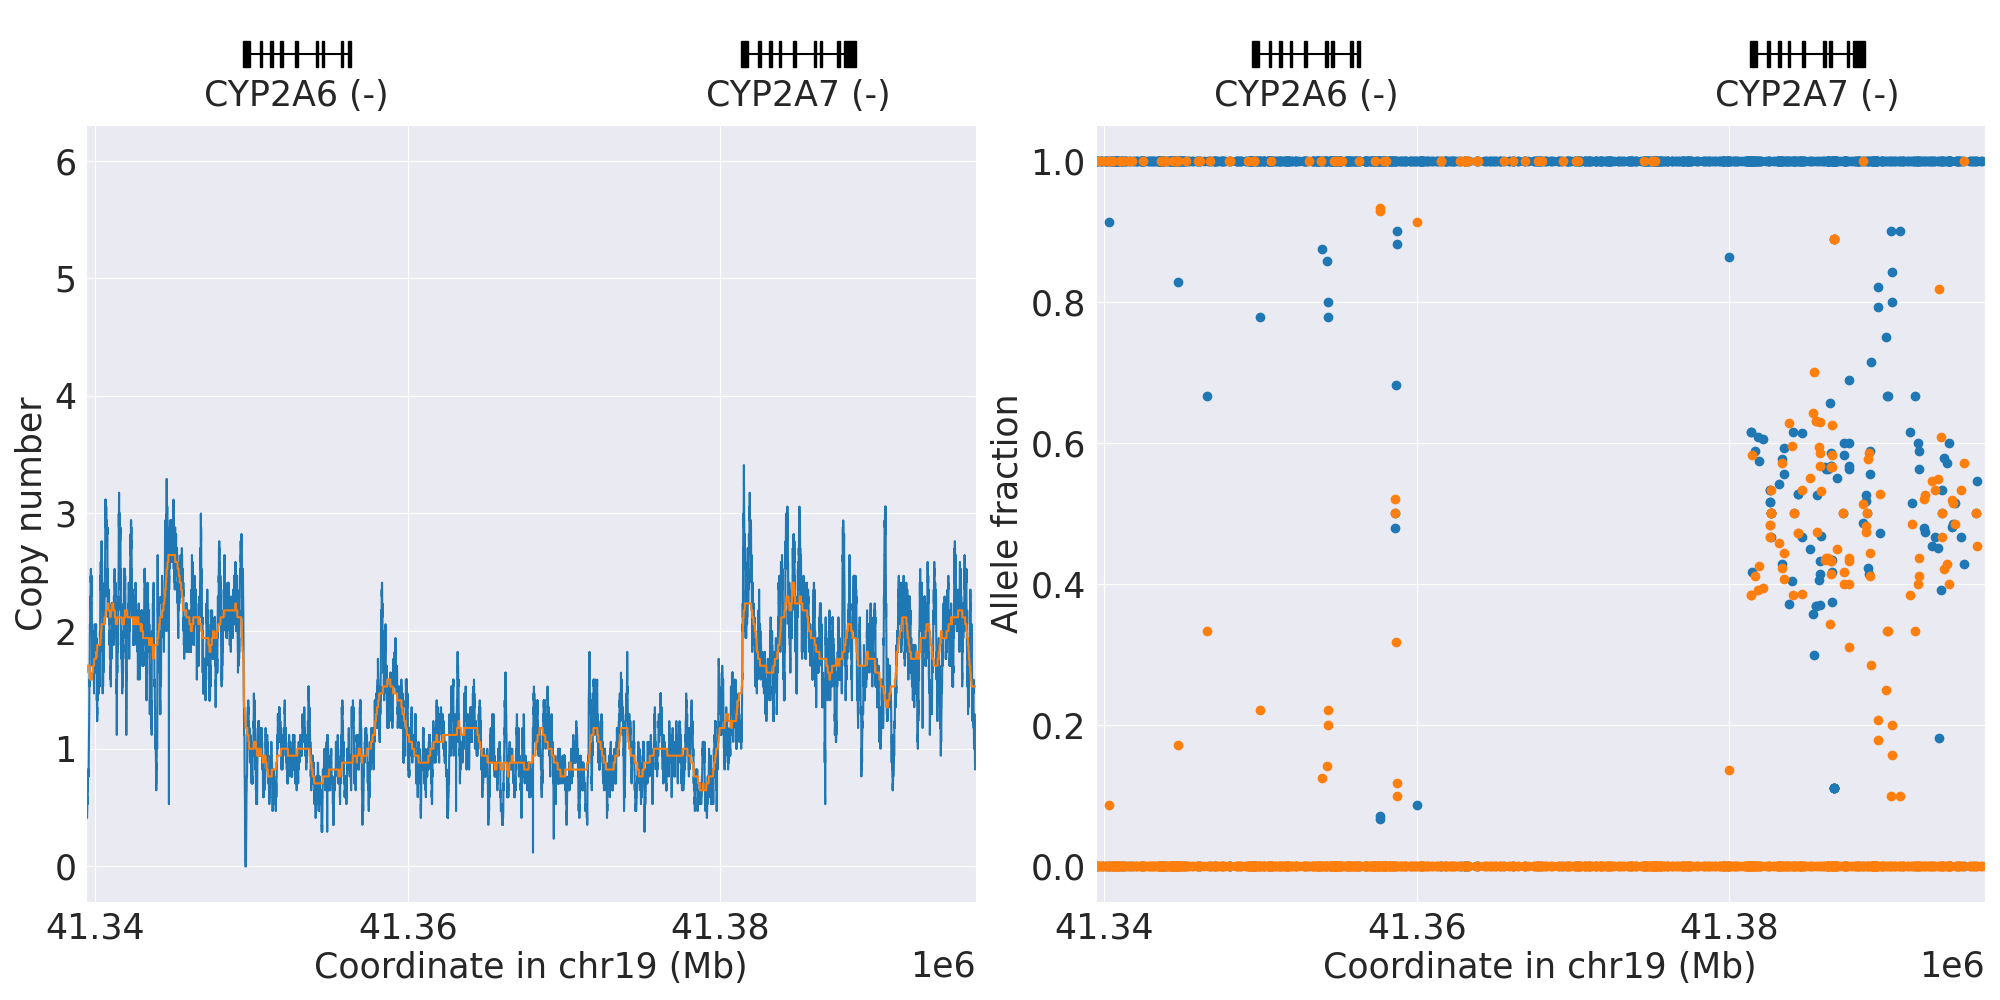 CYP2A6 (-) CYP2A7 (-)
6
5
4
3
2
1
0
Copy number
41.34 41.36 41.38
Coordinate in chr19 (Mb) 1e6
CYP2A6 (-) CYP2A7 (-)
1.0
0.8
0.6
0.4
0.2
0.0
Allele fraction
41.34 41.36 41.38
Coordinate in chr19 (Mb) 1e6